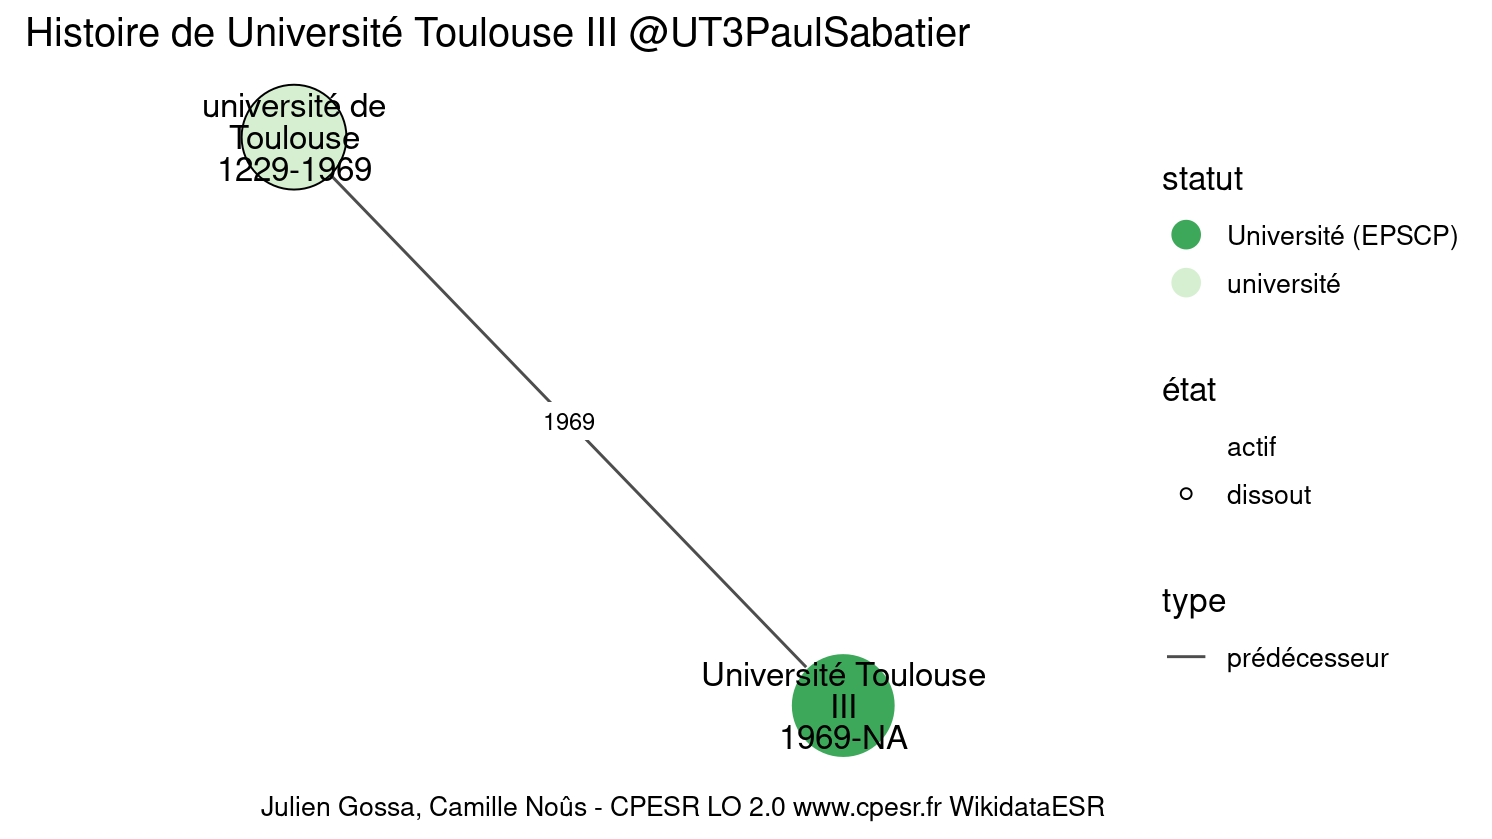 Histoire de Université Toulouse III @UT3PaulSabatier
université de
Toulouse
1229-1969
1969
Université Toulouse
III
1969-NA
statut
Université (EPSCP)
université
état
actif
dissout
type
prédécesseur
Julien Gossa, Camille Noûs - CPESR LO 2.0 www.cpesr.fr WikidataESR